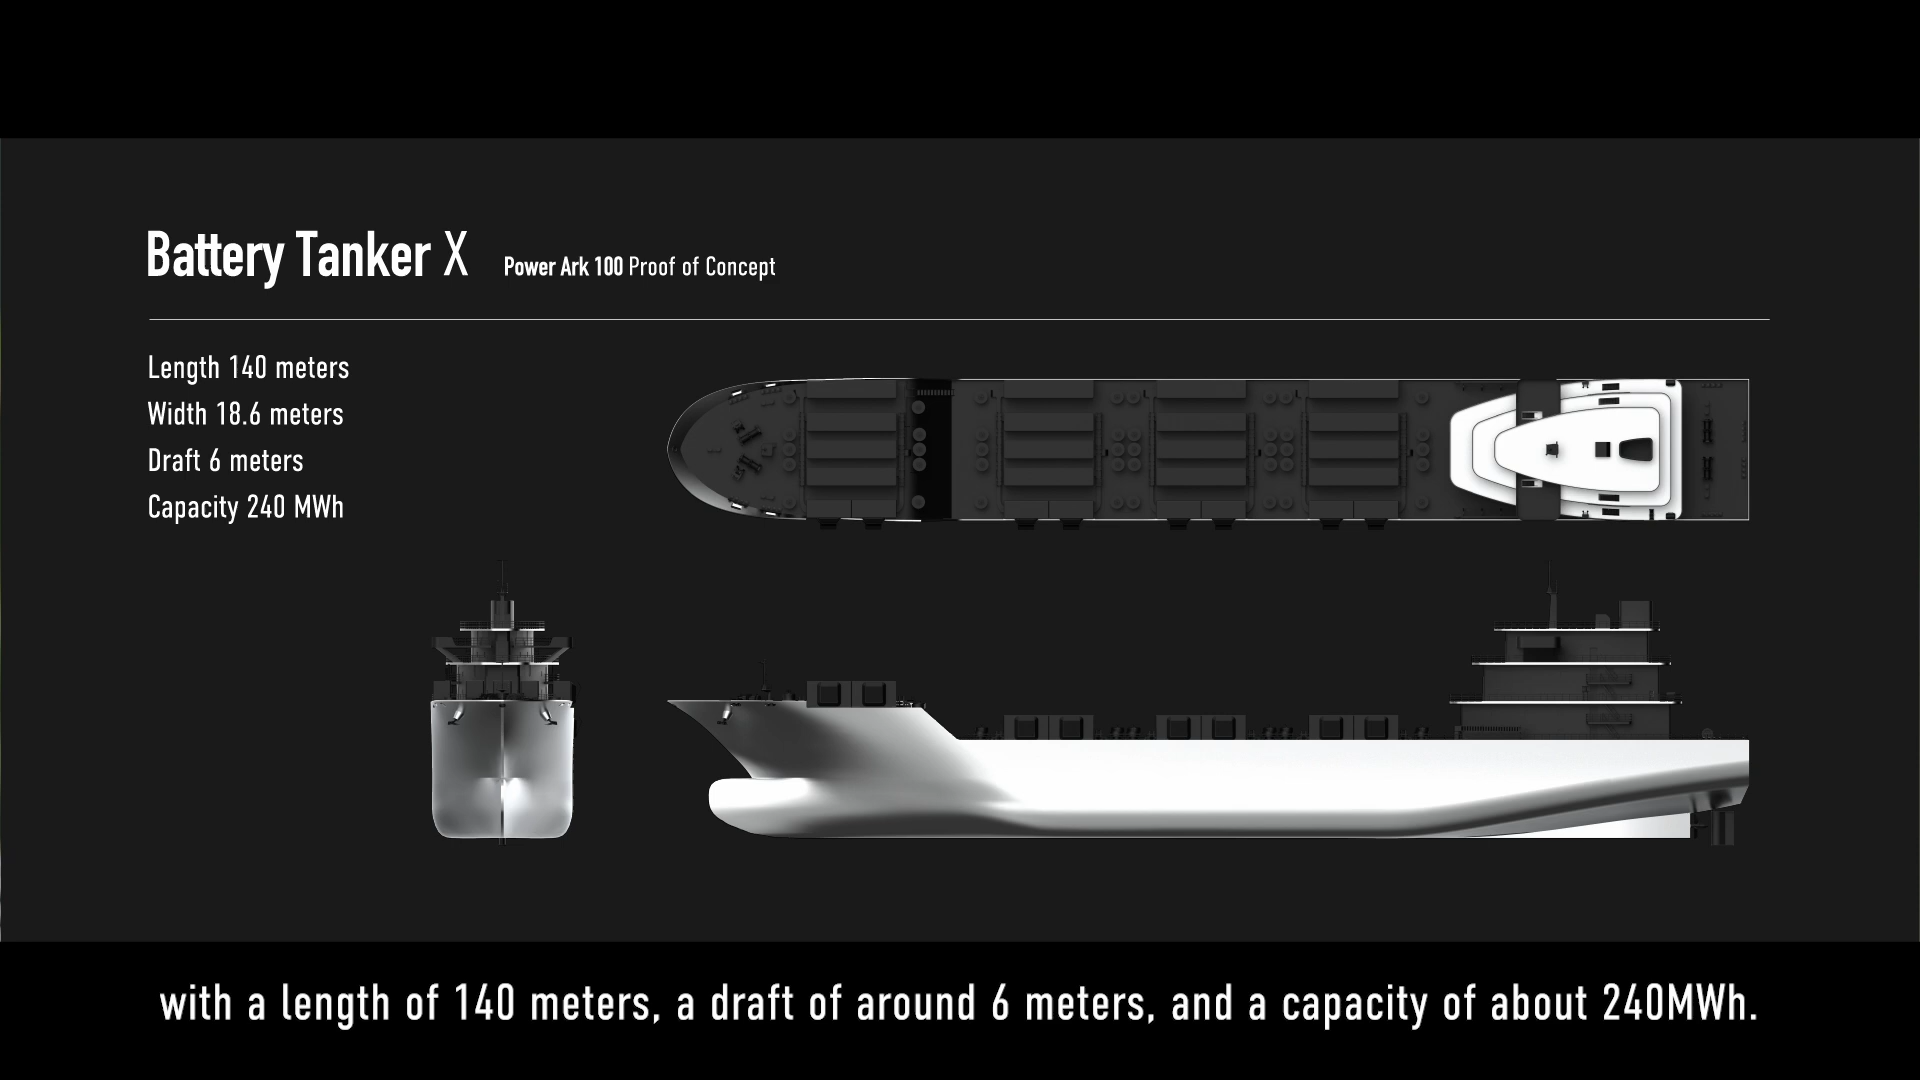 Battery Tanker X Power Ark 100 Proof of Concept
Length 140 meters
Width 18.6 meters
Draft 6 meters
Capacity 240 MWh
with a length of 140 meters, a draft of around 6 meters, and a capacity of about 240MWh.